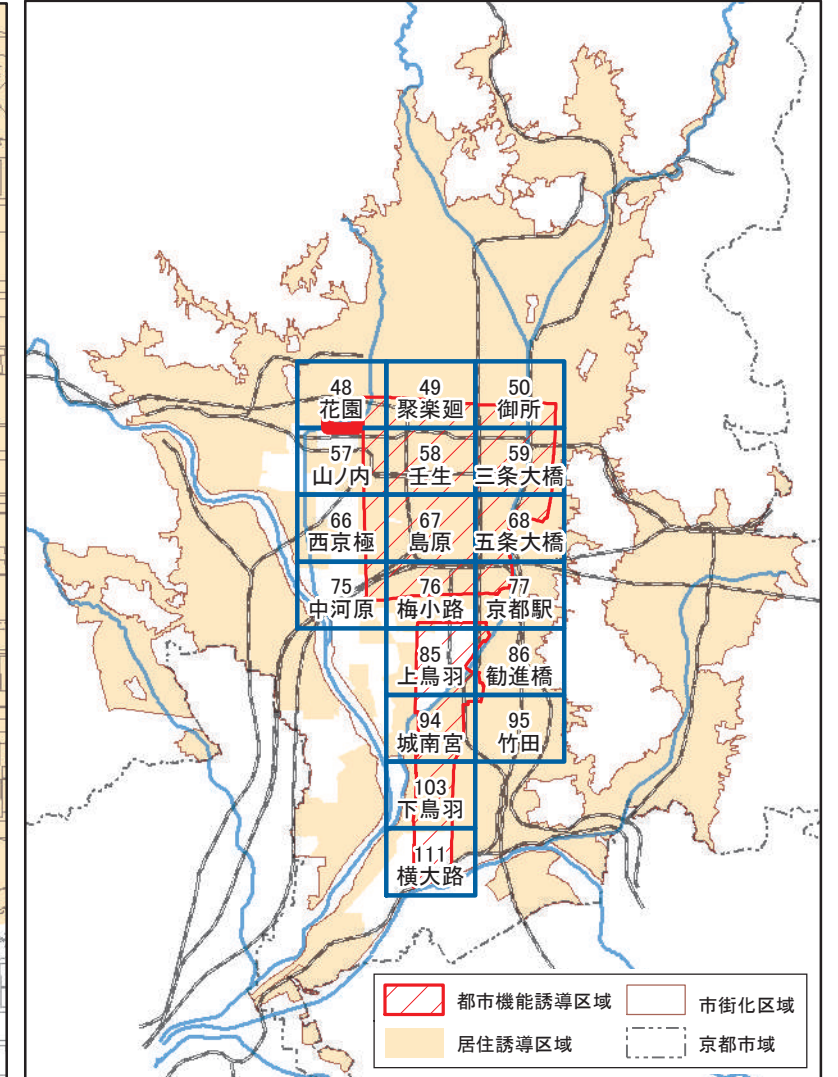 48
花園
49
聚楽廻
50
御所
57
山ノ内
58
壬生
59
三条大橋
66
西京極
67
島原
68
五条大橋
75
中河原
76
梅小路
77
京都駅
85
上鳥羽
86
勧進橋
94
城南宮
95
竹田
103
下鳥羽
111
横大路
都市機能誘導区域
市街化区域
居住誘導区域
京都市域